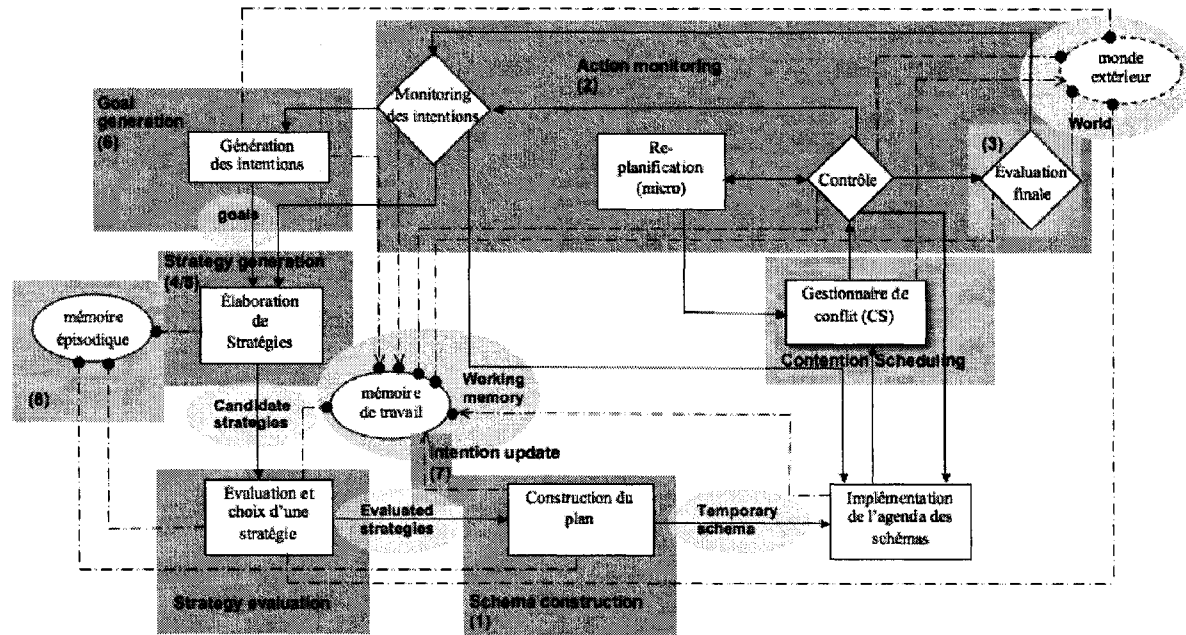 monde
extérieur
World
Action monitoring
(2)
Monitoring
des intentions
Goal
generation
(6)
Génération
des intentions
Re-
planification
(micro)
Contrôle
(3)
Évaluation
finale
goals
Strategy generation
Élaboration
de
Stratégies
mémoire
épisodique
(8)
Gestionnaire de
conflit (CS)
Contention Scheduling
Candidate
strategies
mémoire
de travail
Working
memory
Intention update
(7)
Évaluation et
choix d'une
stratégie
Evaluated
strategies
Construction du
plan
Temporary
schema
Implémentation
de l'agenda des
schémas
Strategy evaluation
Schema construction
(1)